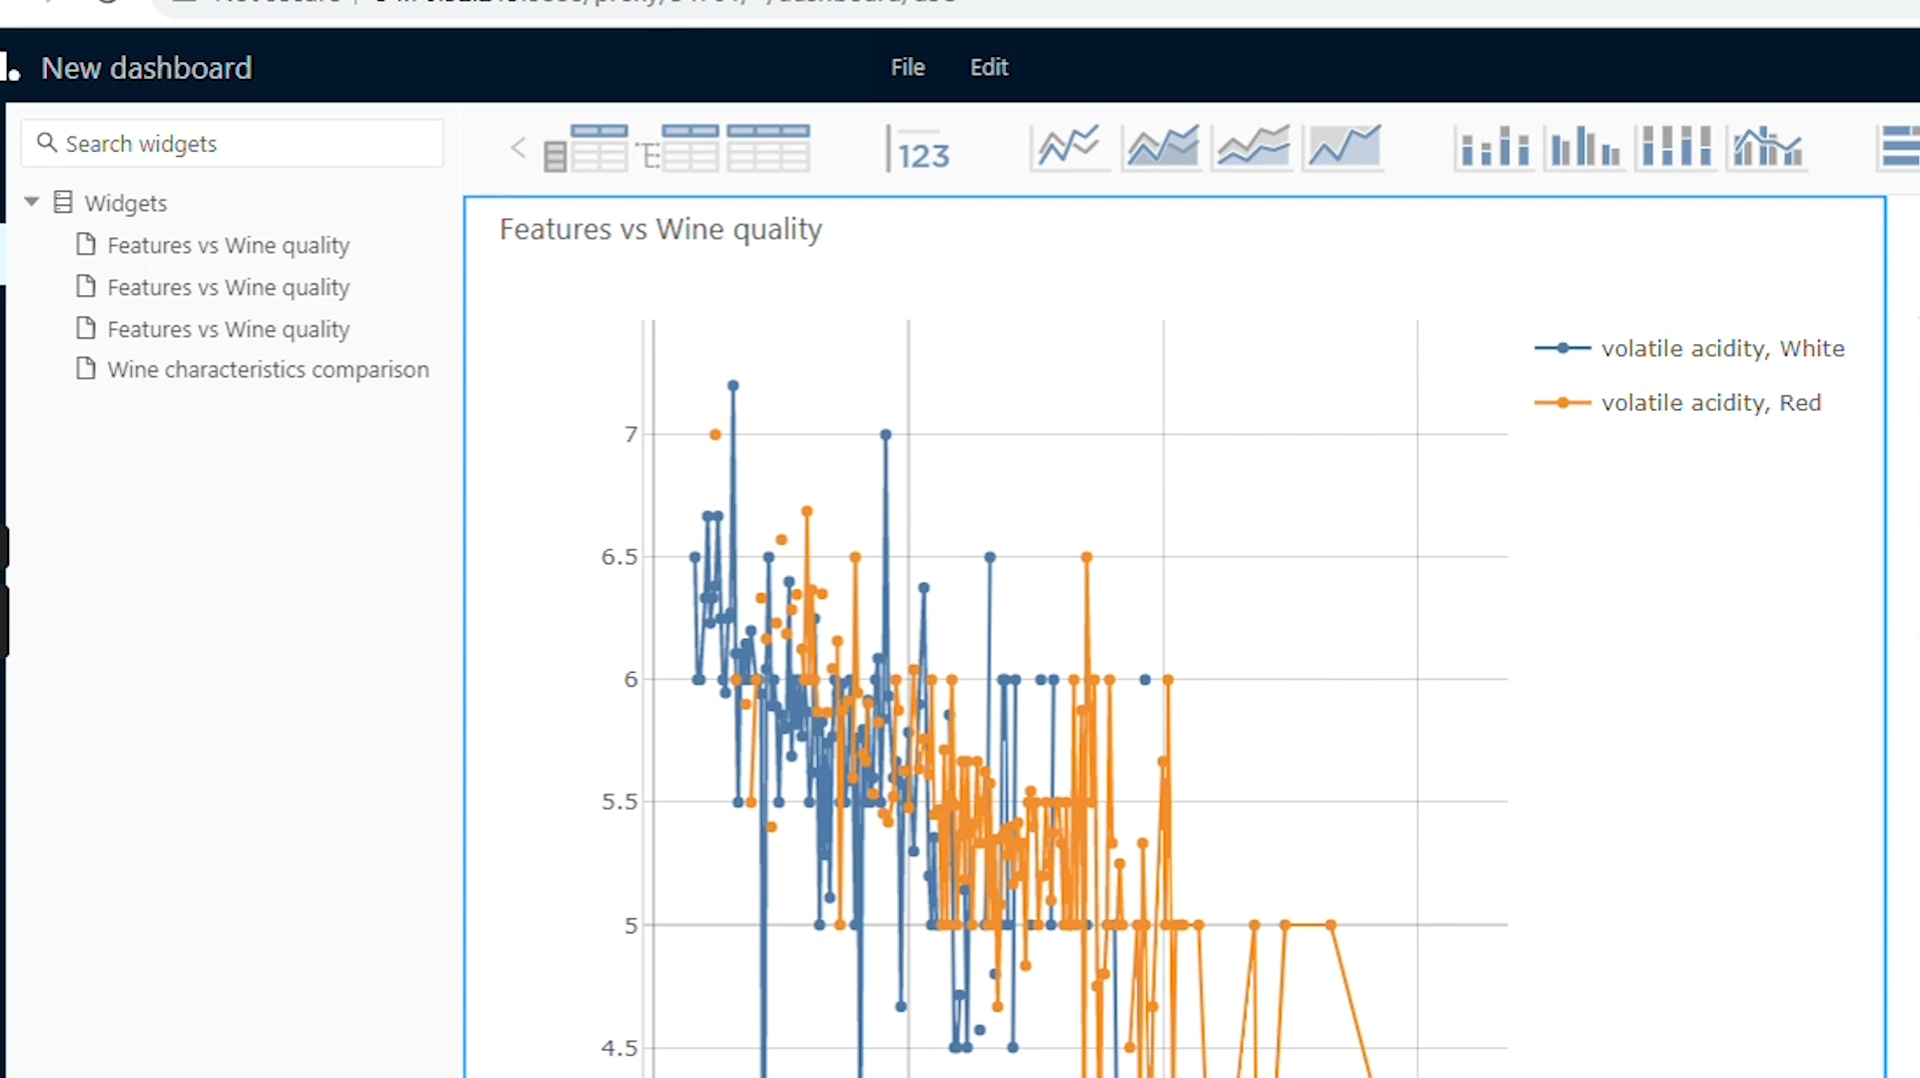 New dashboard
File Edit
Search widgets
123
Widgets
Features vs Wine quality
Features vs Wine quality
Features vs Wine quality
Wine characteristics comparison
Features vs Wine quality
volatile acidity, White
volatile acidity, Red
7
6.5
6
5.5
5
4.5